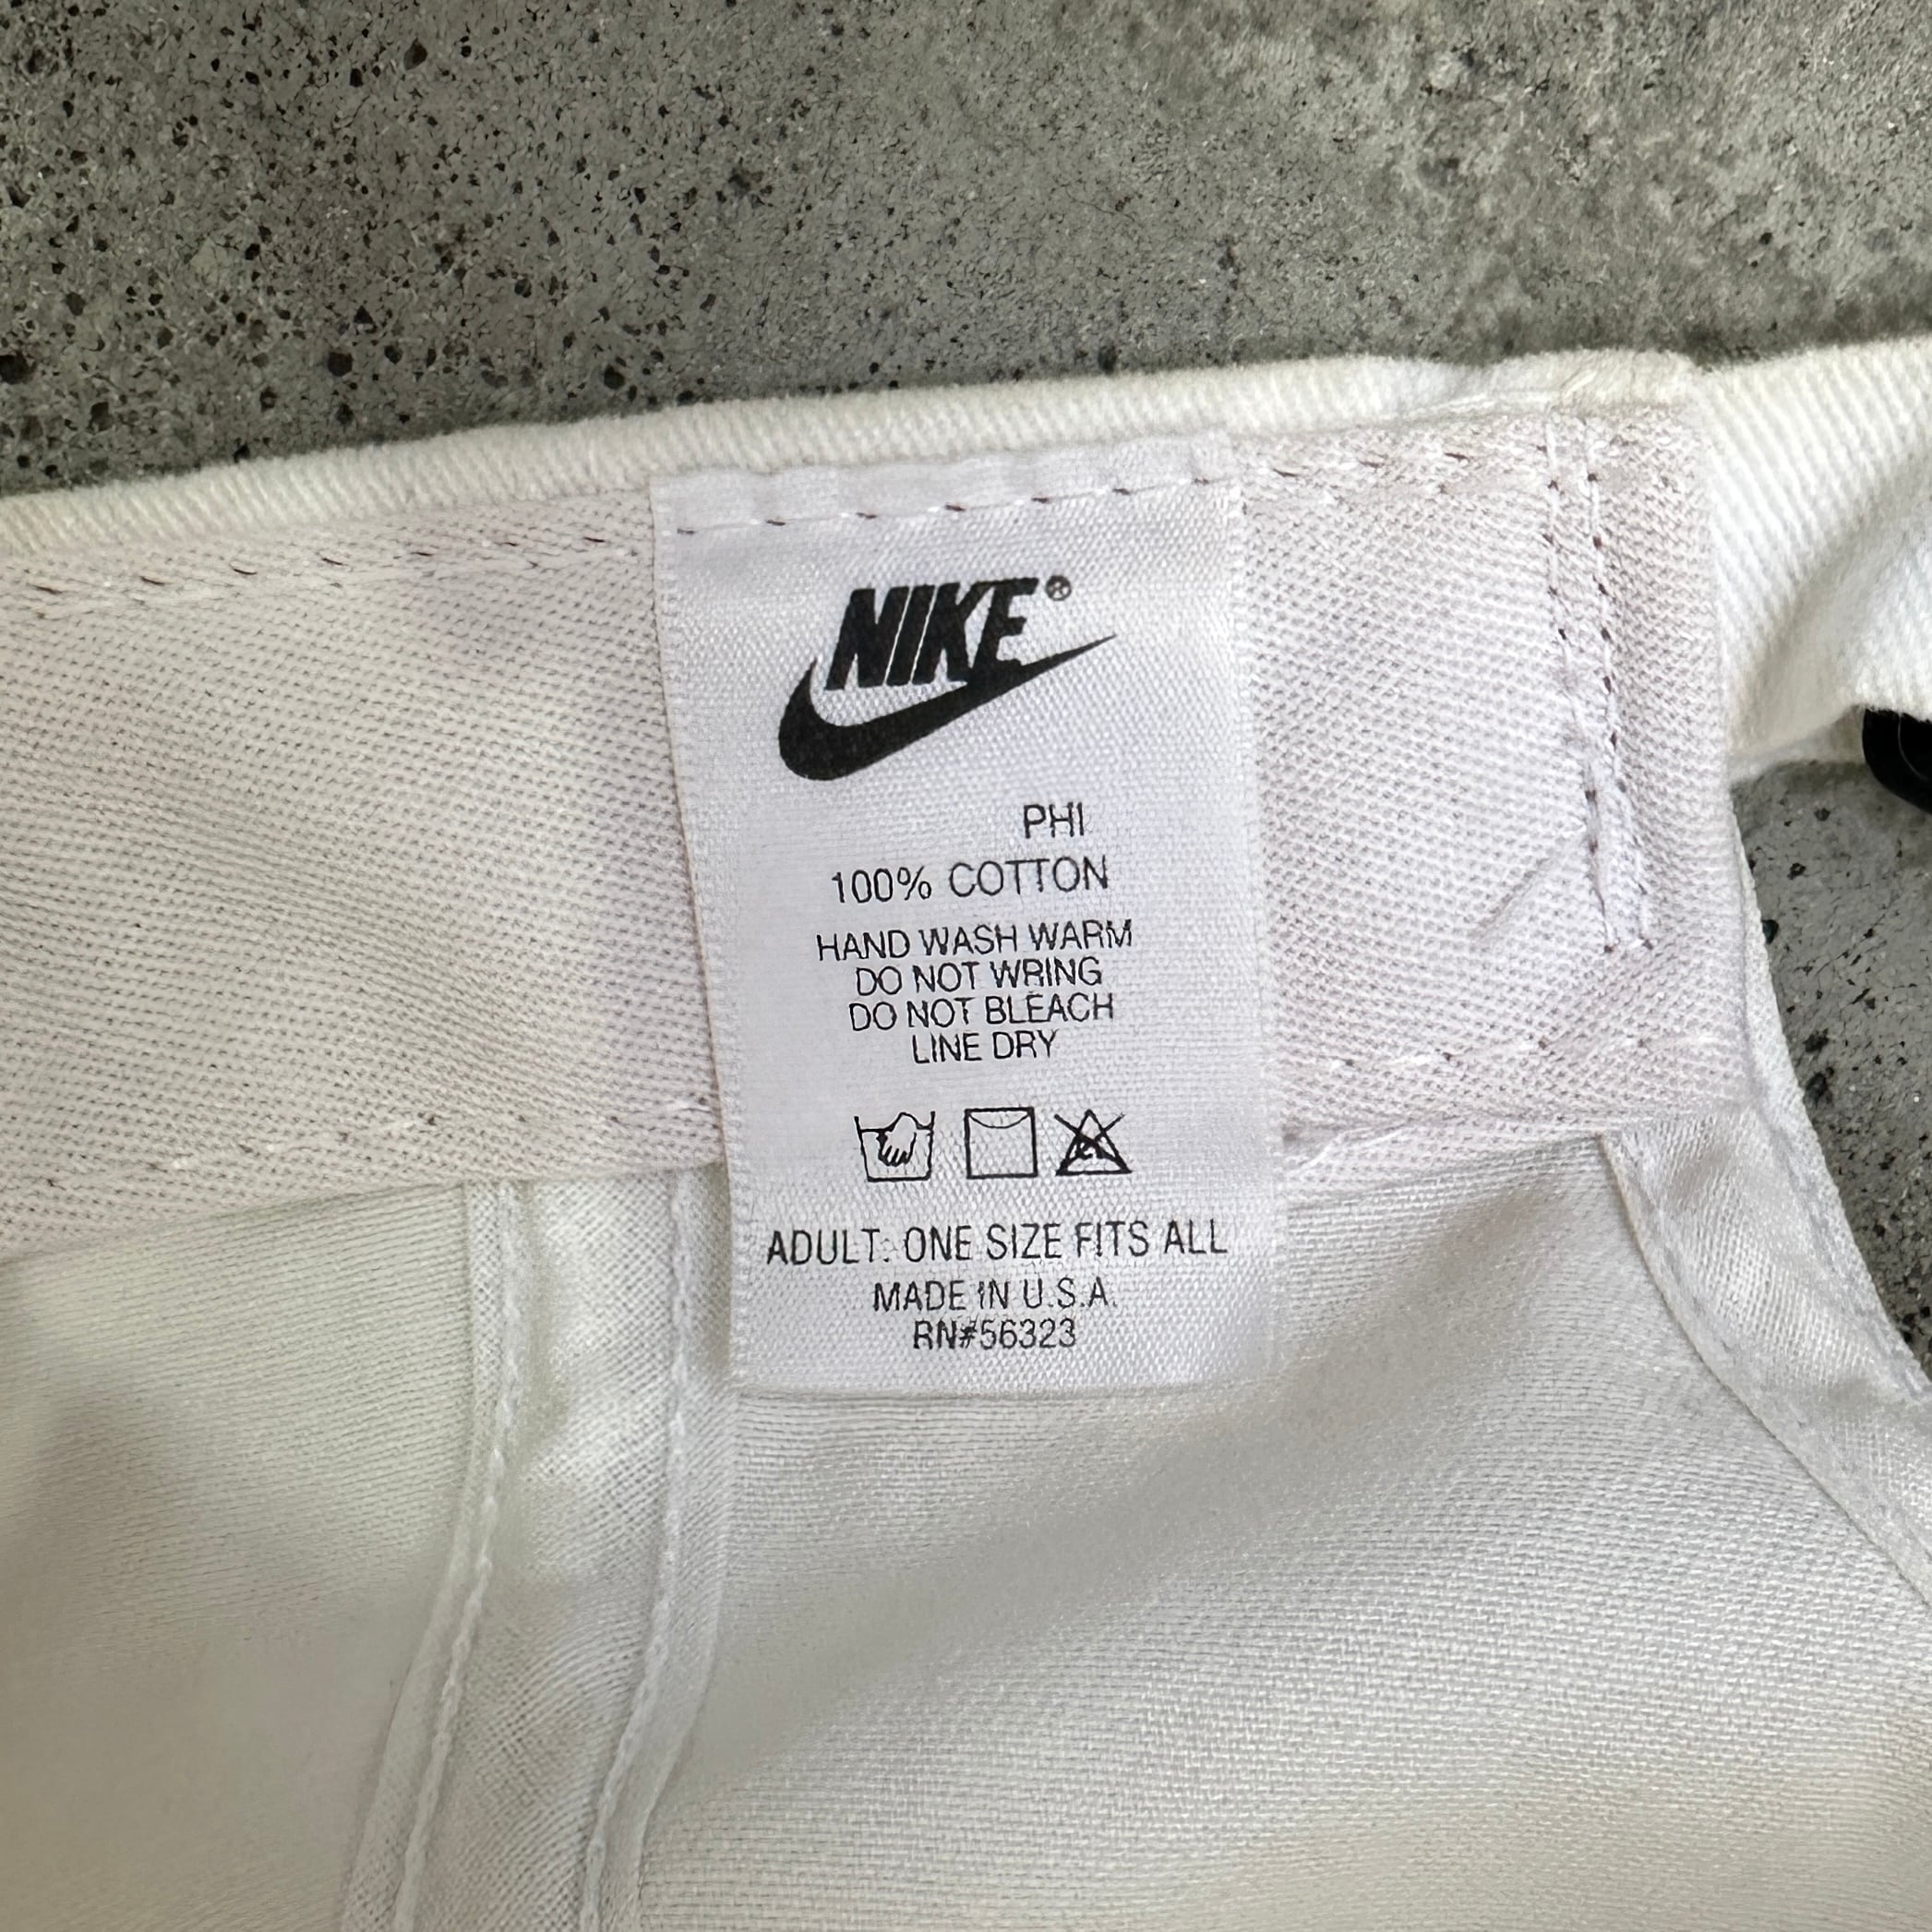 NIKE®
PHI
100% COTTON
HAND WASH WARM
DO NOT WRING
DO NOT BLEACH
LINE DRY
ADULT: ONE SIZE FITS ALL
MADE IN U.S.A.
RN#56323